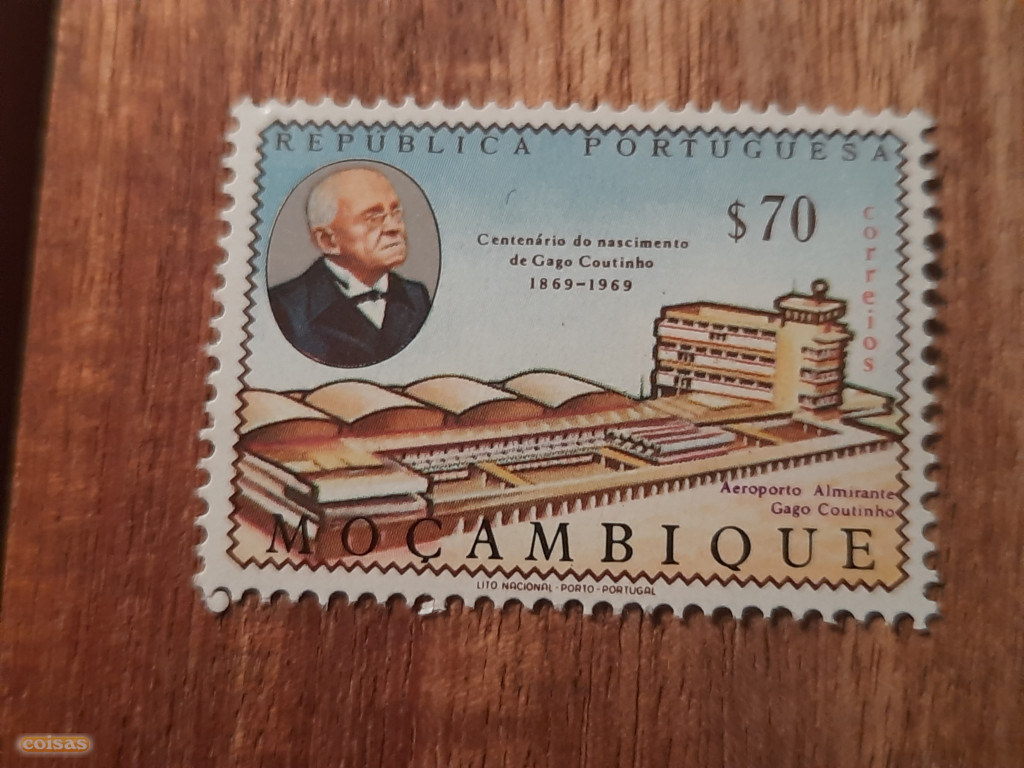 REPÚBLICA PORTUGUESA
$70
correios
Centenário do nascimento
de Gago Coutinho
1869-1969
Aeroporto Almirante
Gago Coutinho
MOÇAMBIQUE
LITO NACIONAL-PORTO-PORTUGAL
coisas